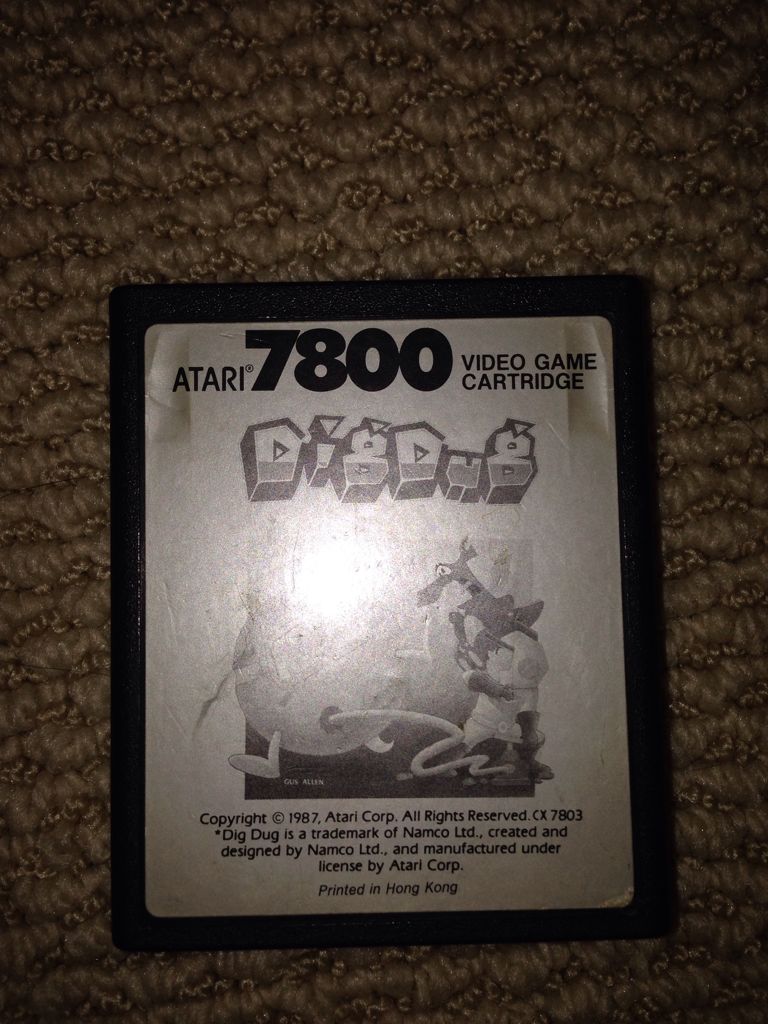 ATARI® 7800 VIDEO GAME
CARTRIDGE
DiG DuG
GUS ALLEN
Copyright © 1987, Atari Corp. All Rights Reserved. CX 7803
*Dig Dug is a trademark of Namco Ltd., created and
designed by Namco Ltd., and manufactured under
license by Atari Corp.
Printed in Hong Kong